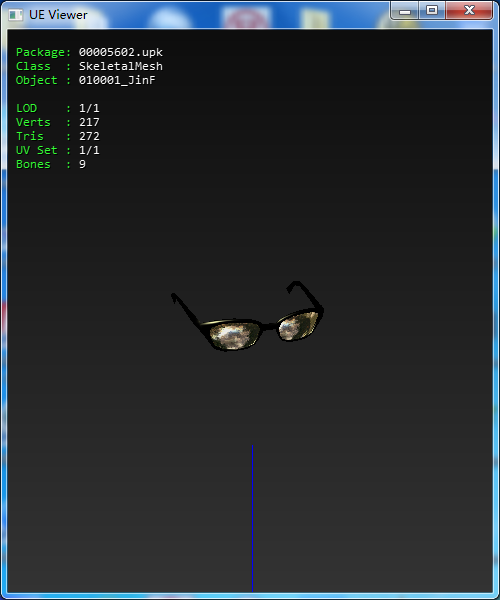 UE Viewer
Package: 00005602.upk
Class  : SkeletalMesh
Object : 010001_JinF
LOD    : 1/1
Verts  : 217
Tris   : 272
UV Set : 1/1
Bones  : 9